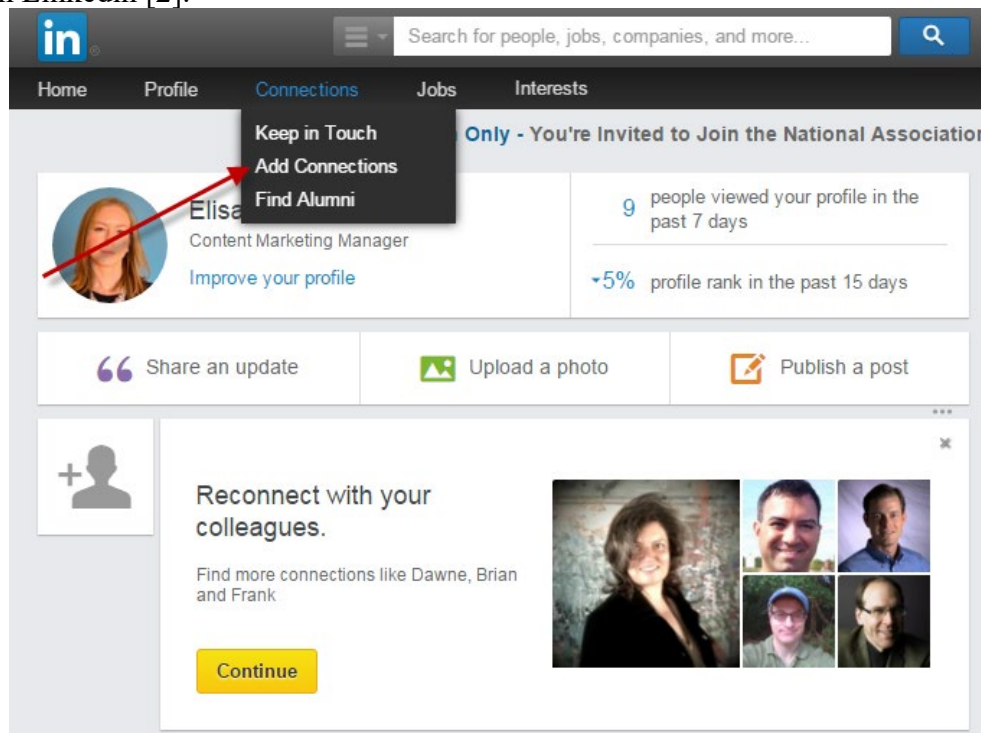 LinkedIn [2].
in
Search for people, jobs, companies, and more...
Home Profile Connections Jobs Interests
Keep in Touch
Add Connections
Find Alumni
Only - You're Invited to Join the National Association
Elisa
Content Marketing Manager
Improve your profile
9 people viewed your profile in the
past 7 days
5% profile rank in the past 15 days
Share an update
Upload a photo
Publish a post
Reconnect with your
colleagues.
Find more connections like Dawne, Brian
and Frank
Continue